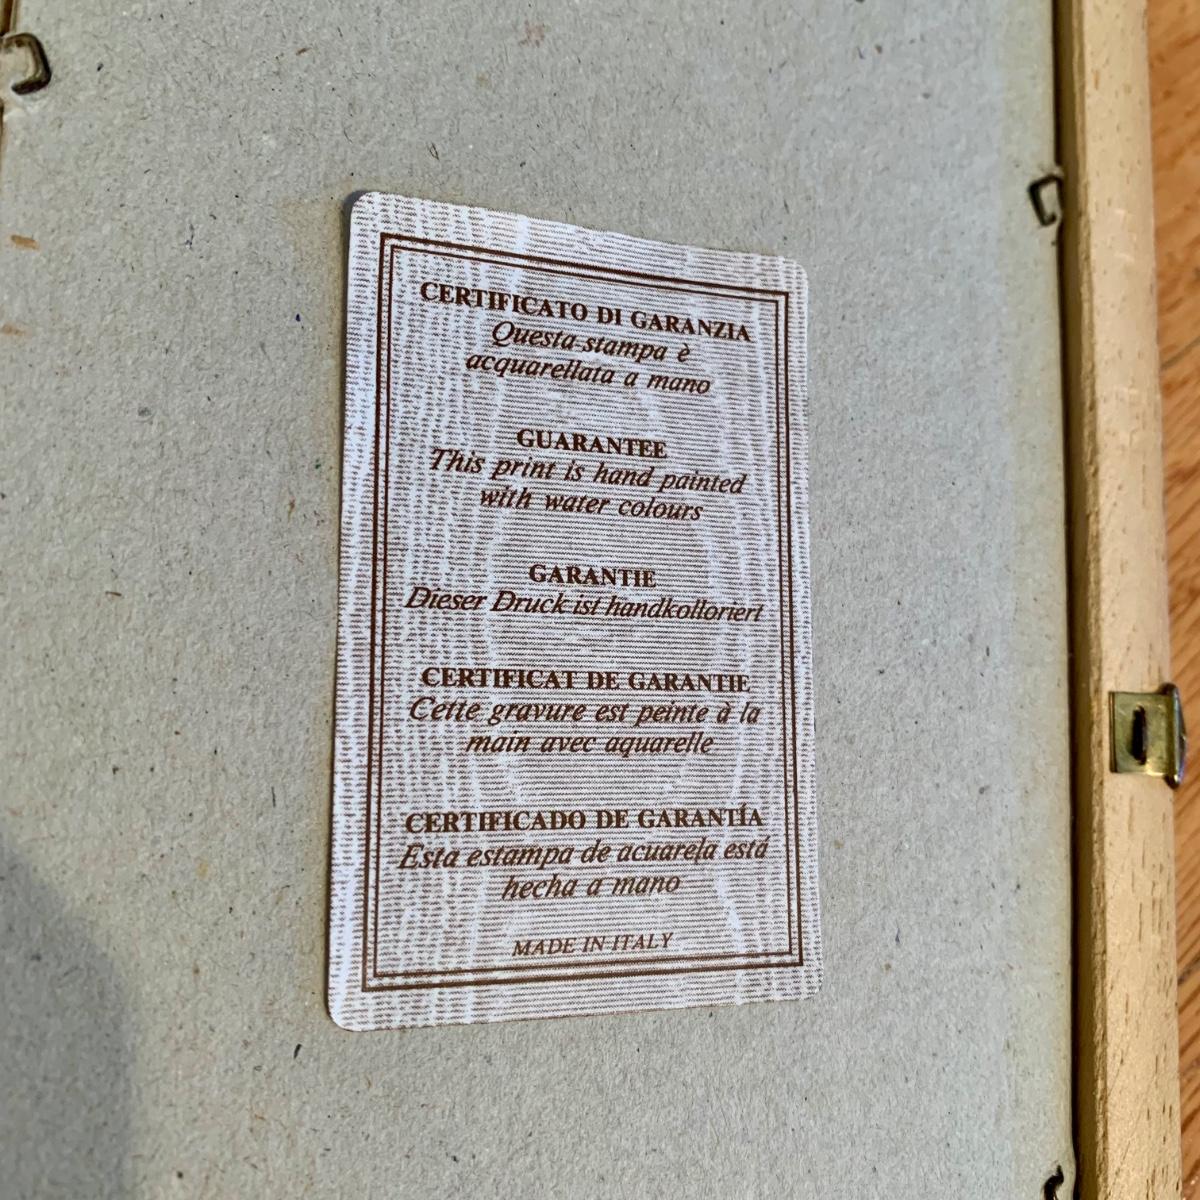 CERTIFICATO DI GARANZIA
Questa stampa è
acquarellata a mano
GUARANTEE
This print is hand painted
with water colours
GARANTIE
Dieser Druck ist handkolloriert
CERTIFICAT DE GARANTIE
Cette gravure est peinte à la
main avec aquarelle
CERTIFICADO DE GARANTÍA
Esta estampa de acuarela está
hecha a mano
MADE IN ITALY